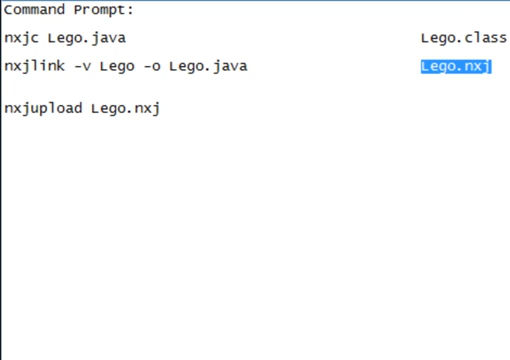 Command Prompt:
nxjc Lego.java Lego.class
nxjlink -v Lego -o Lego.java Lego.nxj
nxjupload Lego.nxj